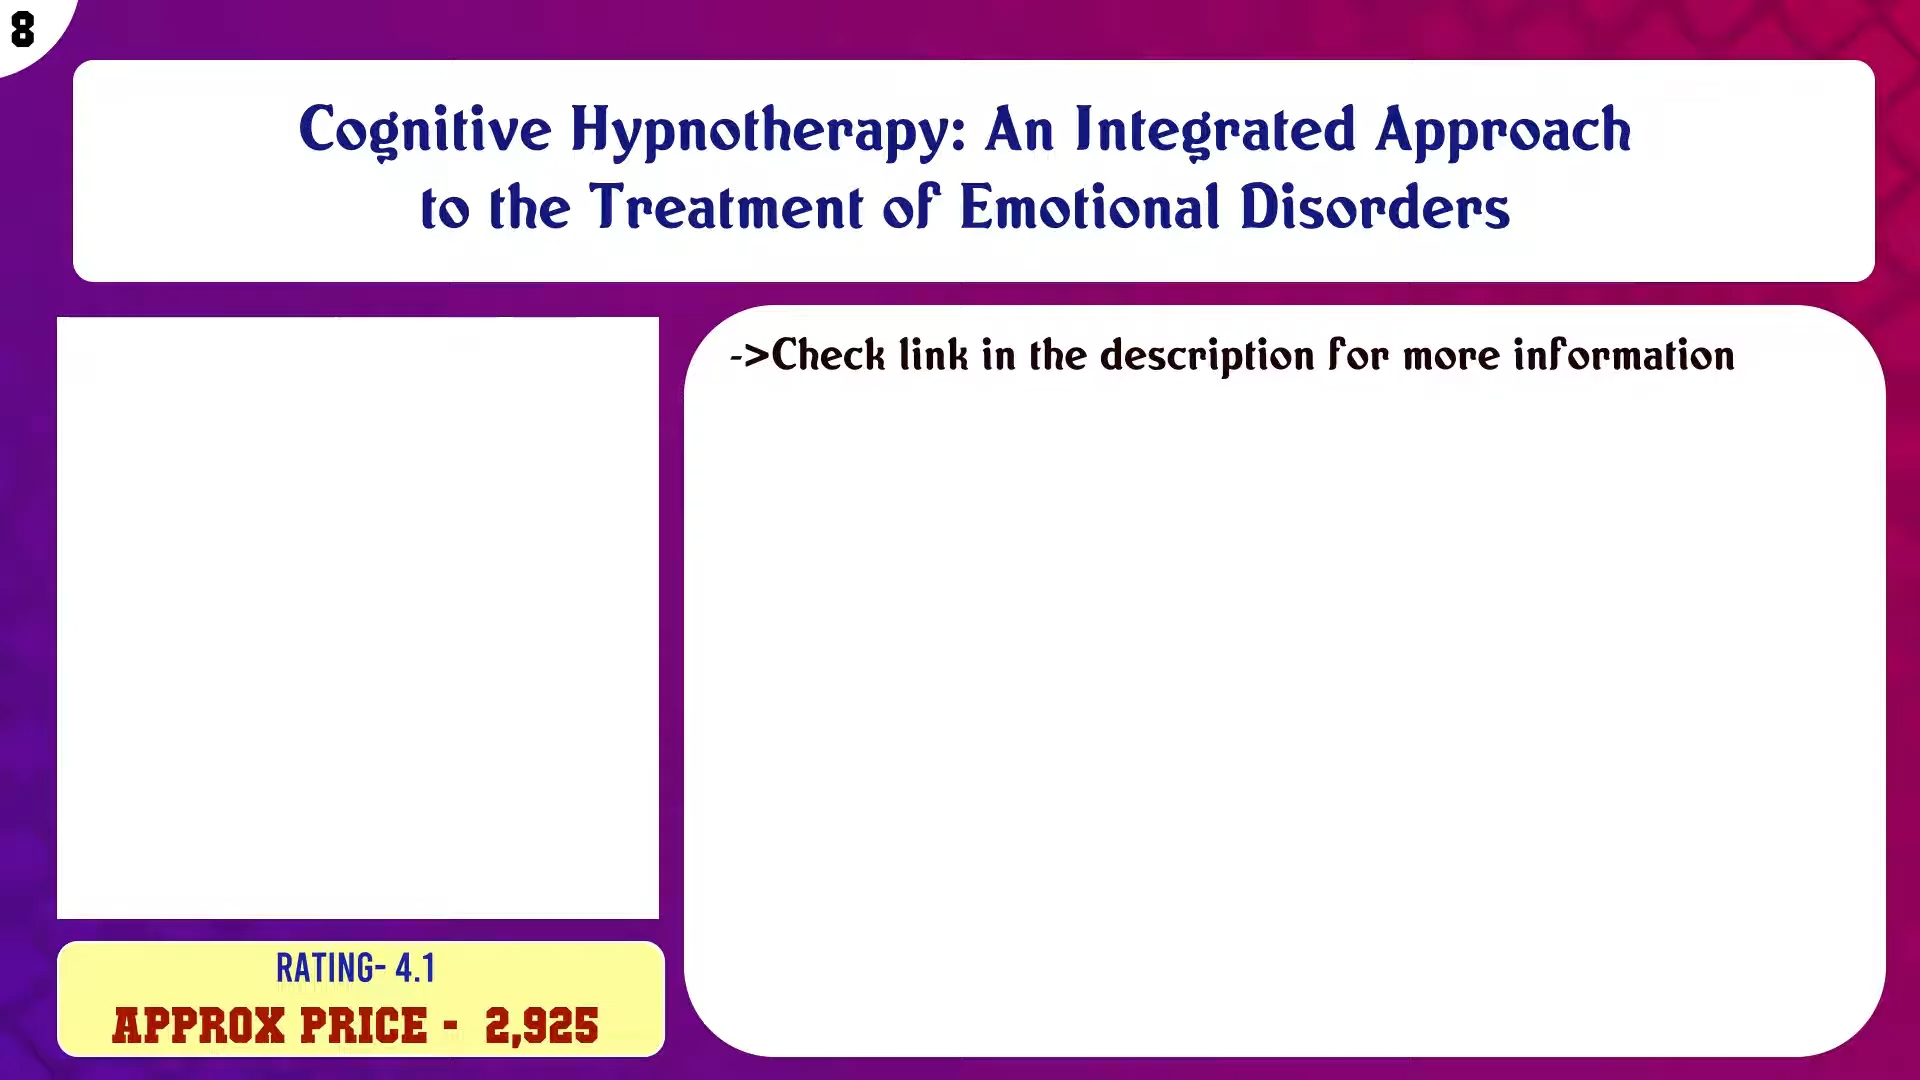 8
Cognitive Hypnotherapy: An Integrated Approach
to the Treatment of Emotional Disorders
->Check link in the description for more information
RATING- 4.1
APPROX PRICE - 2,925